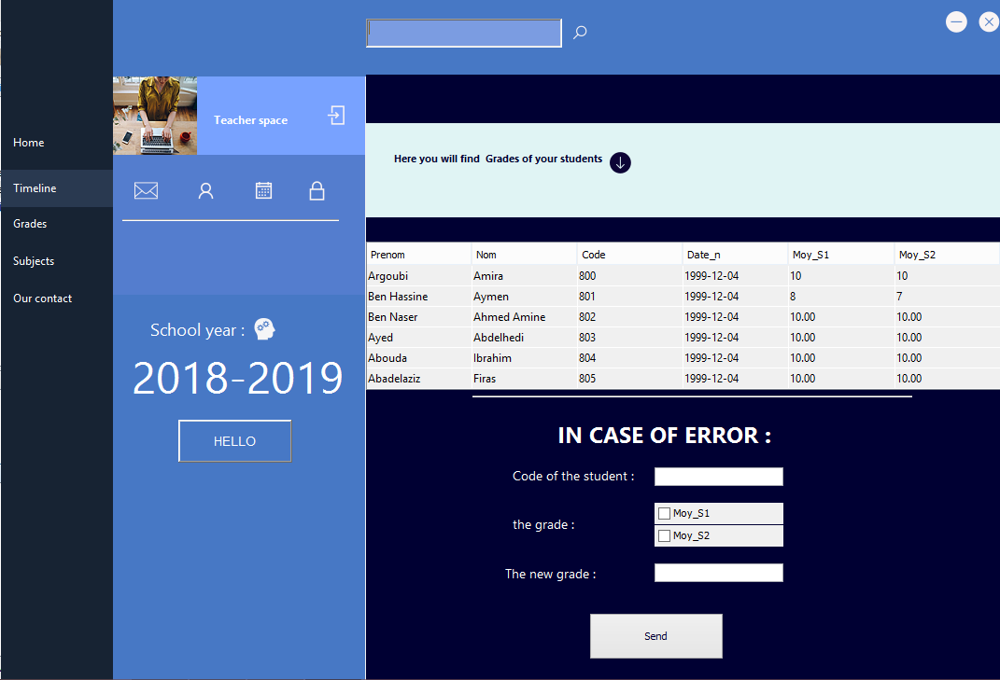 Home
Timeline
Grades
Subjects
Our contact
Teacher space
School year :
2018-2019
HELLO
Here you will find Grades of your students
Prenom Nom Code Date_n Moy_S1 Moy_S2
Argoubi Amira 800 1999-12-04 10 10
Ben Hassine Aymen 801 1999-12-04 8 7
Ben Naser Ahmed Amine 802 1999-12-04 10.00 10.00
Ayed Abdelhedi 803 1999-12-04 10.00 10.00
Abouda Ibrahim 804 1999-12-04 10.00 10.00
Abadelaziz Firas 805 1999-12-04 10.00 10.00
IN CASE OF ERROR :
Code of the student :
the grade :
Moy_S1
Moy_S2
The new grade :
Send